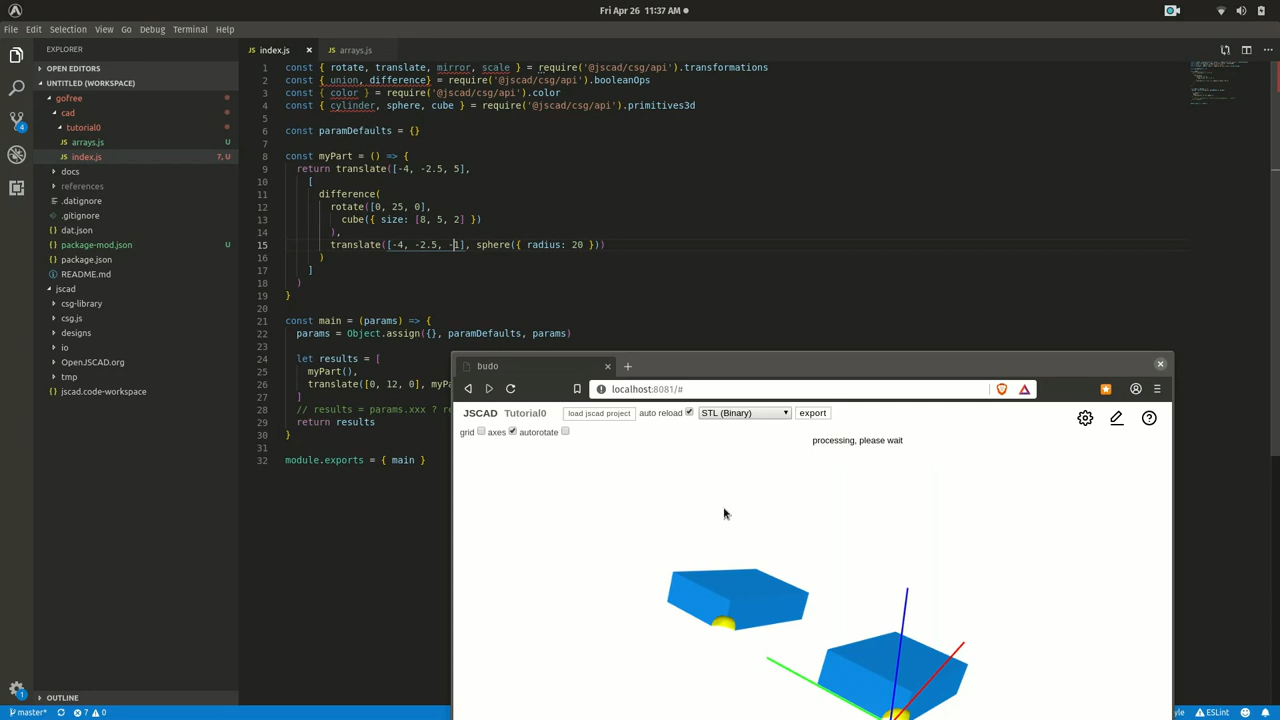 Fri Apr 26 11:37 AM
File Edit Selection View Go Debug Terminal Help
EXPLORER
index.js
arrays.js
OPEN EDITORS
UNTITLED (WORKSPACE)
gofree
cad
tutorial0
arrays.js U
index.js 7, U
docs
references
.datignore
.gitignore
dat.json
package-mod.json U
package.json
README.md
jscad
csg-library
csg.js
designs
io
OpenJSCAD.org
tmp
jscad.code-workspace
OUTLINE
4
1
1 const { rotate, translate, mirror, scale } = require('@jscad/csg/api').transformations
2 const { union, difference} = require('@jscad/csg/api').booleanOps
3 const { color } = require('@jscad/csg/api').color
4 const { cylinder, sphere, cube } = require('@jscad/csg/api').primitives3d
5
6 const paramDefaults = {}
7
8 const myPart = () => {
9 return translate([-4, -2.5, 5],
10 [
11 difference(
12 rotate([0, 25, 0],
13 cube({ size: [8, 5, 2] })
14 ),
15 translate([-4, -2.5, -1], sphere({ radius: 20 }))
16 )
17 ]
18 )
19 }
20
21 const main = (params) => {
22 params = Object.assign({}, paramDefaults, params)
23
24 let results = [
25 myPart(),
26 translate([0, 12, 0], myPa
27 ]
28 // results = params.xxx ? re
29 return results
30 }
31
32 module.exports = { main }
budo
localhost:8081/#
JSCAD Tutorial0 load jscad project auto reload STL (Binary) export
grid axes autorotate
processing, please wait
master* 7 0
yle ESLint